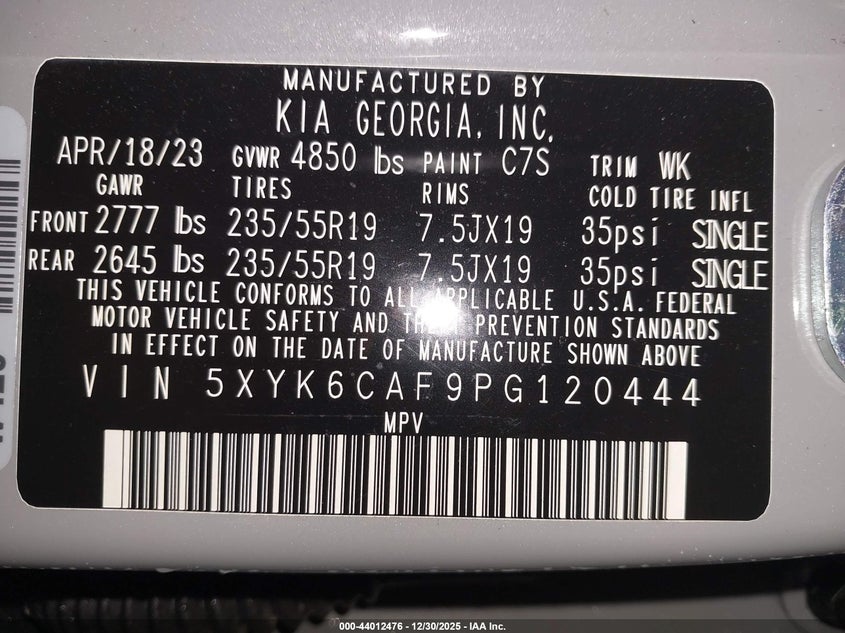 MANUFACTURED BY
KIA GEORGIA, INC.
APR/18/23 GVWR 4850 lbs PAINT C7S TRIM WK
GAWR TIRES RIMS COLD TIRE INFL
FRONT 2777 lbs 235/55R19 7.5JX19 35psi SINGLE
REAR 2645 lbs 235/55R19 7.5JX19 35psi SINGLE
THIS VEHICLE CONFORMS TO ALL APPLICABLE U.S.A. FEDERAL
MOTOR VEHICLE SAFETY AND THEFT PREVENTION STANDARDS
IN EFFECT ON THE DATE OF MANUFACTURE SHOWN ABOVE
VIN 5XYK6CAF9PG120444
MPV
000-44012476 - 12/30/2025 - IAA Inc.